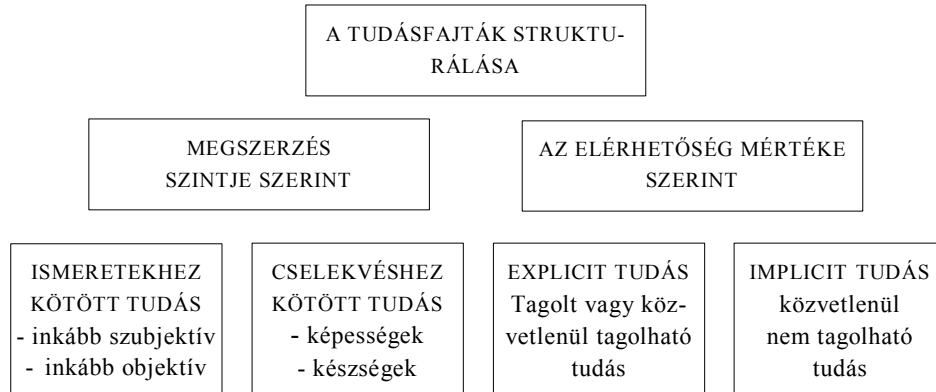 A TUDÁSFAJTÁK STRUKTU-
RÁLÁSA
MEGSZERZÉS
SZINTJE SZERINT
AZ ELÉRHETŐSÉG MÉRTÉKE
SZERINT
ISMERETEKHEZ
KÖTÖTT TUDÁS
- inkább szubjektív
- inkább objektív
CSELEKVÉSHEZ
KÖTÖTT TUDÁS
- képességek
- készségek
EXPLICIT TUDÁS
Tagolt vagy köz-
vetlenül tagolható
tudás
IMPLICIT TUDÁS
közvetlenül
nem tagolható
tudás